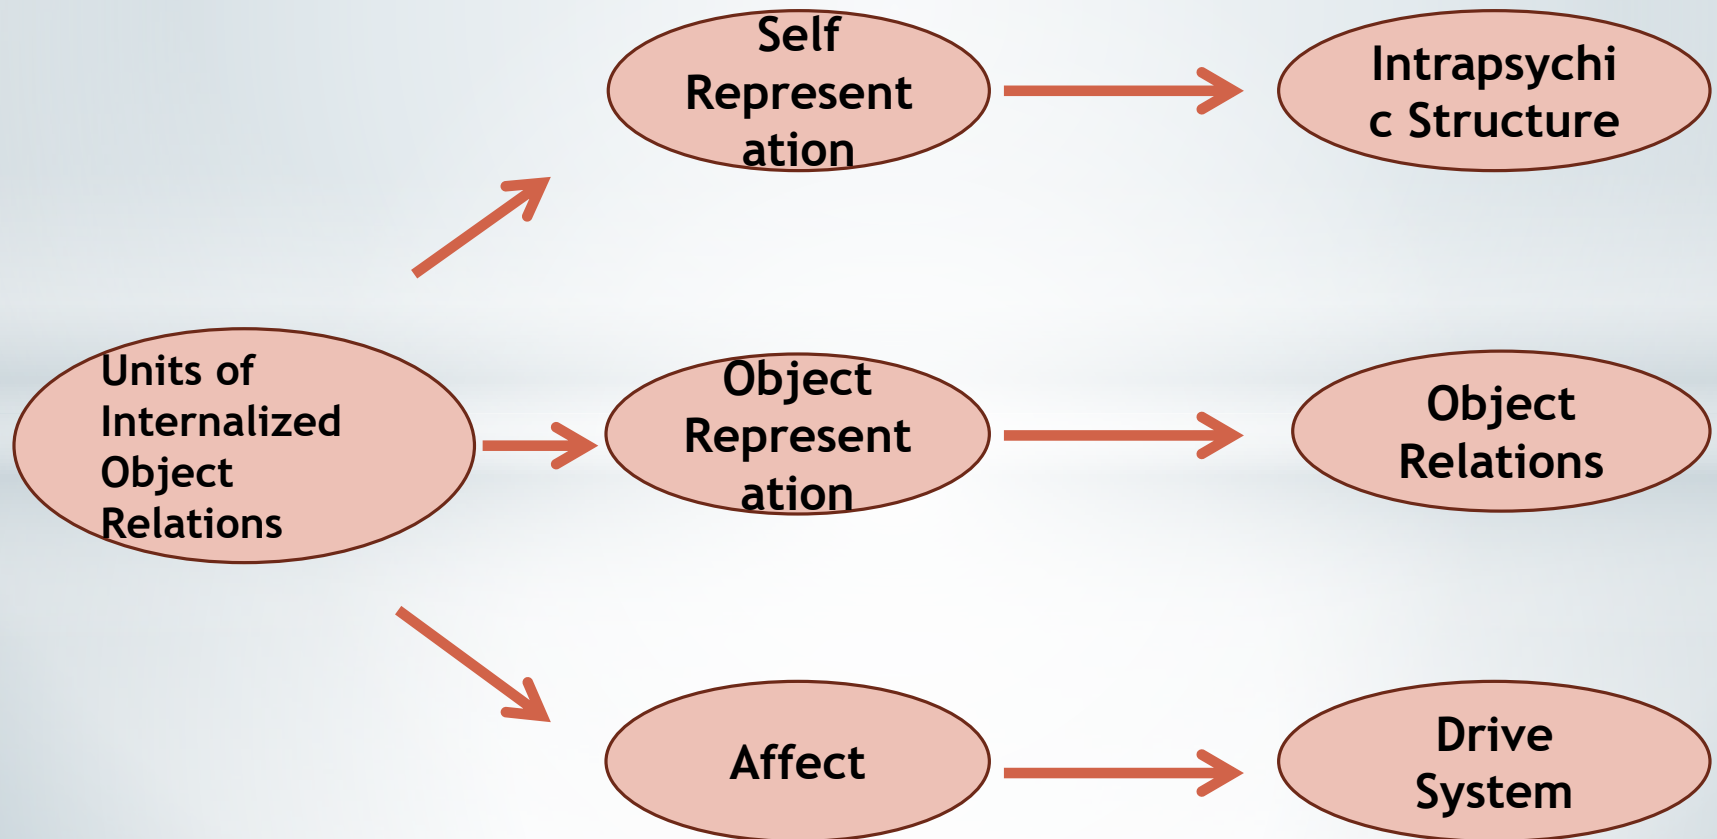 Self
Represent
ation
Intrapsychi
c Structure
Units of
Internalized
Object
Relations
Object
Represent
ation
Object
Relations
Affect
Drive
System